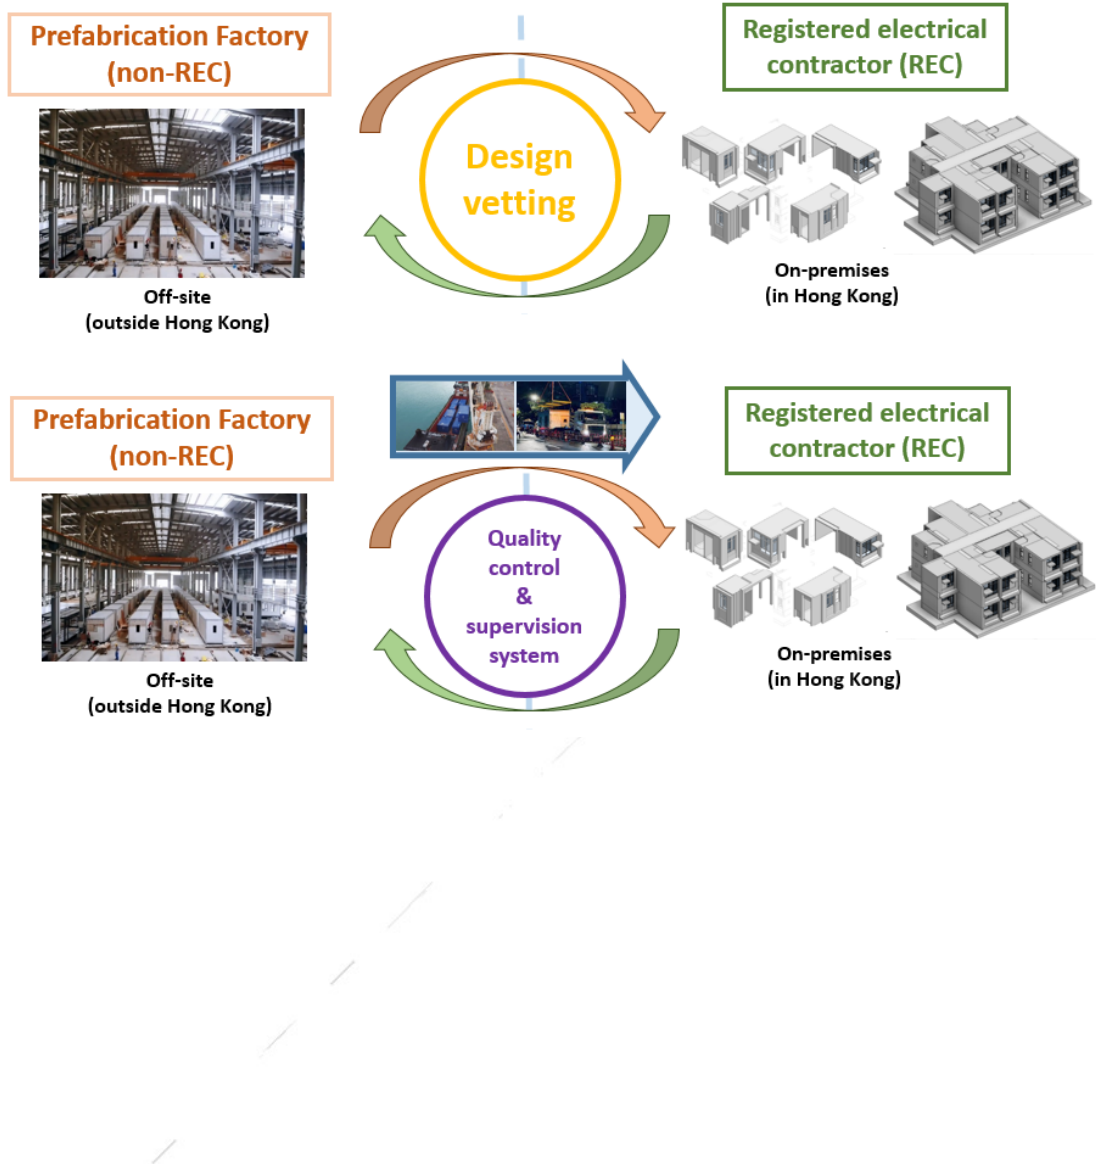 Prefabrication Factory
(non-REC)
Registered electrical
contractor (REC)
Design
vetting
Off-site
(outside Hong Kong)
On-premises
(in Hong Kong)
Prefabrication Factory
(non-REC)
Registered electrical
contractor (REC)
Quality
control
&
supervision
system
Off-site
(outside Hong Kong)
On-premises
(in Hong Kong)